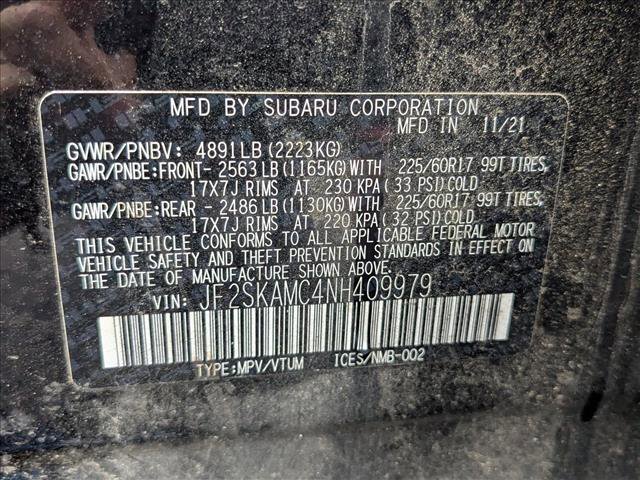 MFD BY SUBARU CORPORATION
MFD IN 11/21
GVWR/PNBV: 4891LB (2223KG)
GAWR/PNBE:FRONT- 2563LB (1165KG)WITH 225/60R17 99T TIRES,
17X7J RIMS AT 230 KPA (33 PSI)COLD
GAWR/PNBE:REAR - 2486LB (1130KG)WITH 225/60R17 99T TIRES,
17X7J RIMS AT 220 KPA (32 PSI)COLD
THIS VEHICLE CONFORMS TO ALL APPLICABLE FEDERAL MOTOR
VEHICLE SAFETY AND THEFT PREVENTION STANDARDS IN EFFECT ON
THE DATE OF MANUFACTURE SHOWN ABOVE.
VIN: JF2SKAMC4NH409979
TYPE:MPV/VTUM ICES/NMB-002